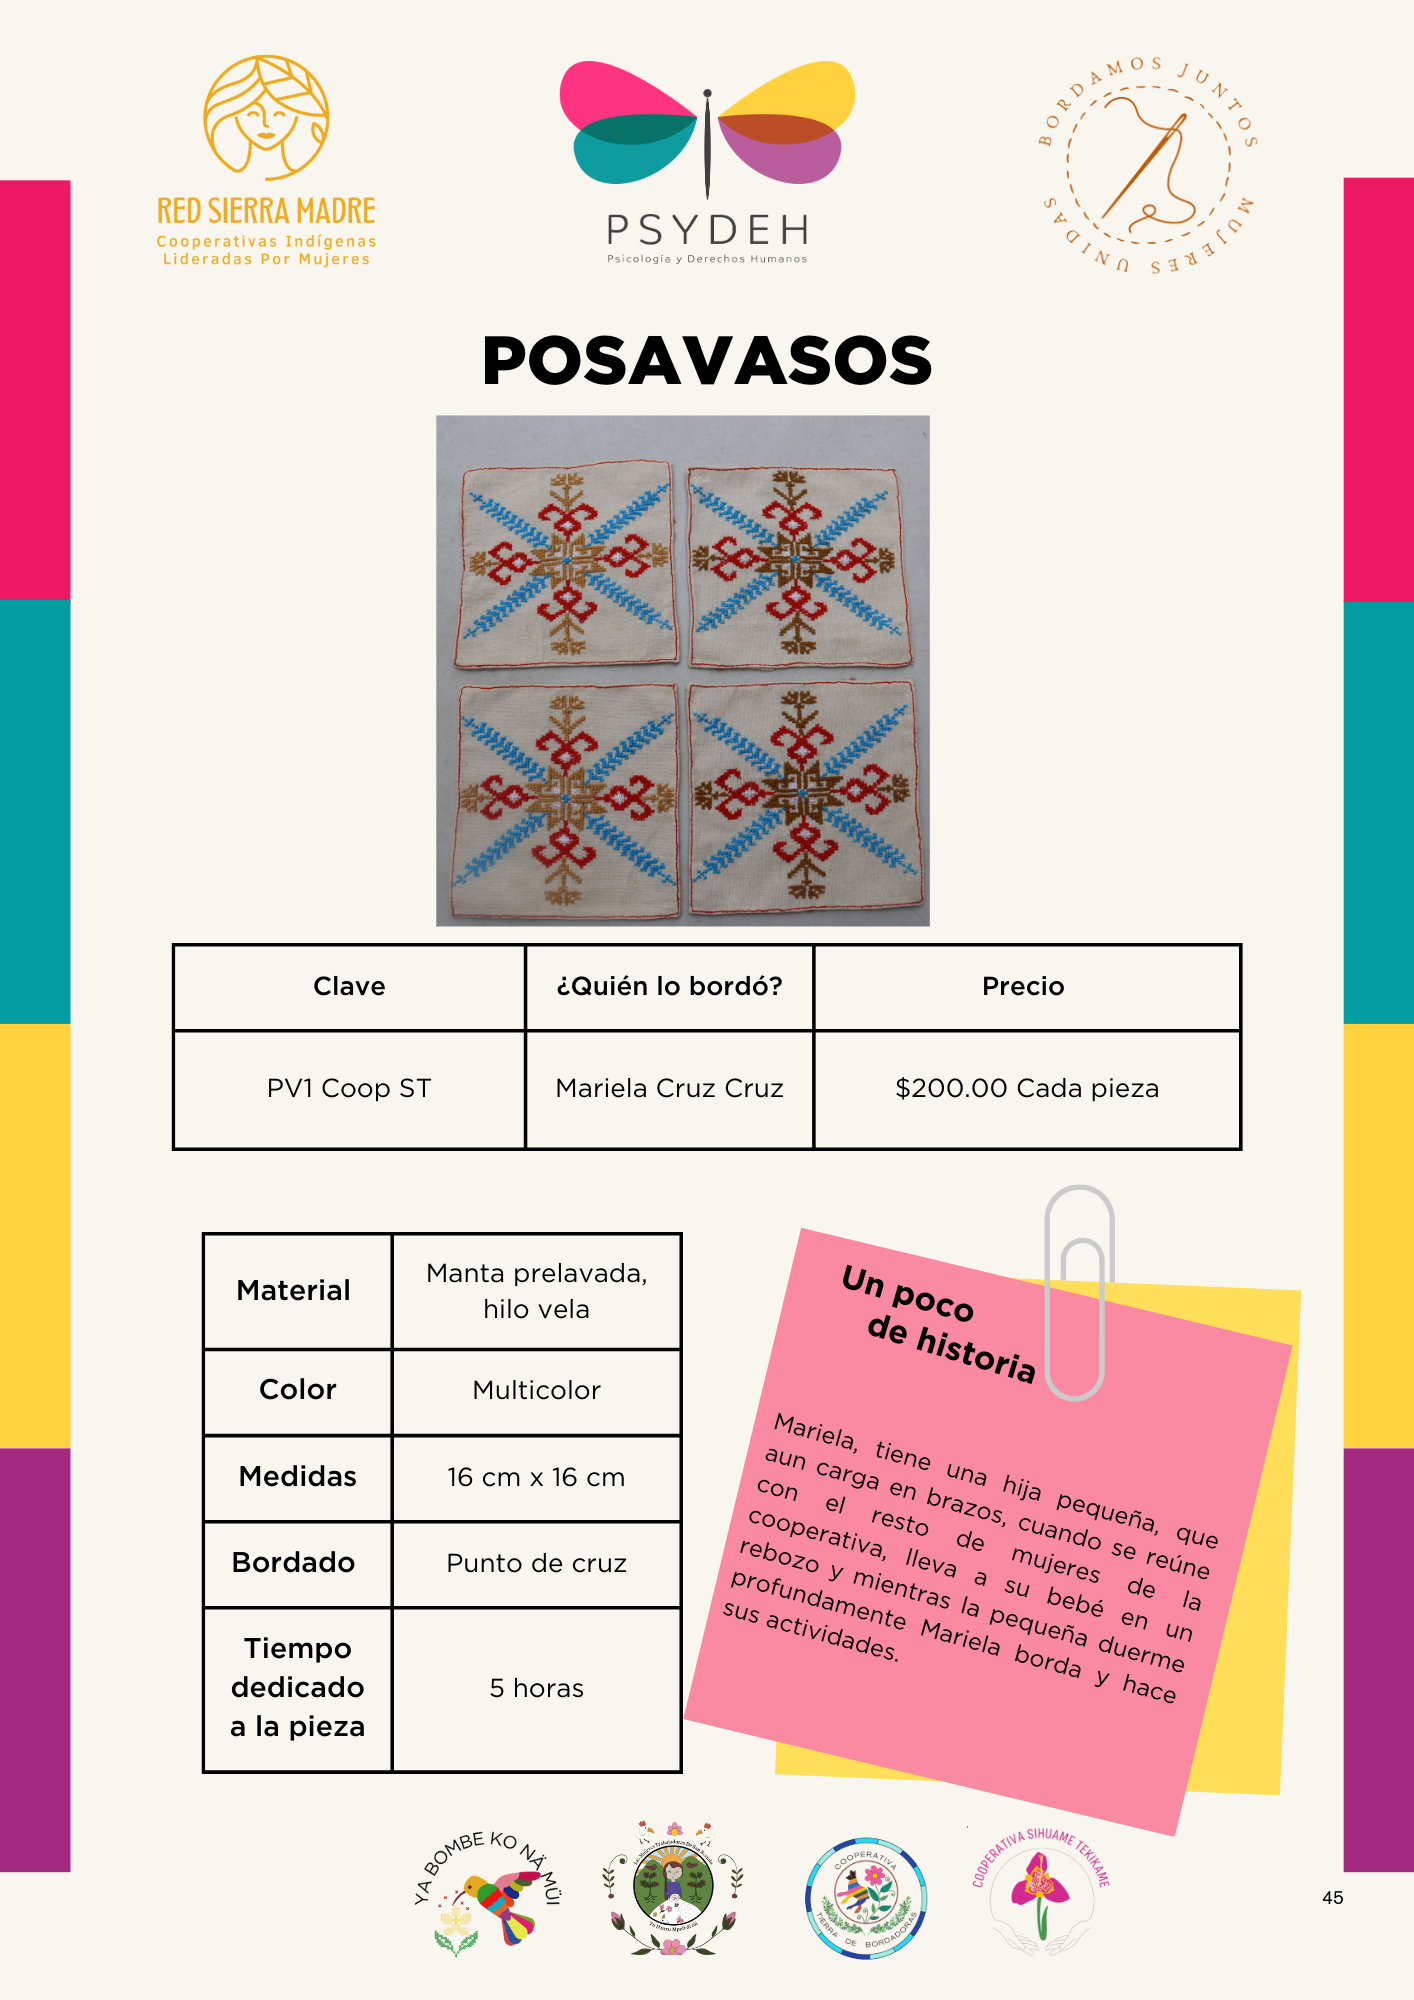 RED SIERRA MADRE
Cooperativas Indígenas
Lideradas Por Mujeres
PSYDEH
Psicología y Derechos Humanos
BORDAMOS JUNTOS
MUJERES UNIDAS
POSAVASOS
Clave
¿Quién lo bordó?
Precio
PV1 Coop ST
Mariela Cruz Cruz
$200.00 Cada pieza
Material
Manta prelavada,
hilo vela
Color
Multicolor
Medidas
16 cm x 16 cm
Bordado
Punto de cruz
Tiempo
dedicado
a la pieza
5 horas
Un poco
de historia
Mariela, tiene una hija pequeña, que
aun carga en brazos, cuando se reúne
con el resto de mujeres de la
cooperativa, lleva a su bebé en un
rebozo y mientras la pequeña duerme
profundamente Mariela borda y hace
sus actividades.
YA BOMBE KO NÄ MÜI
COOPERATIVA
TIERRA DE BORDADORAS
COOPERATIVA SIHUAME TEKIKAME
45